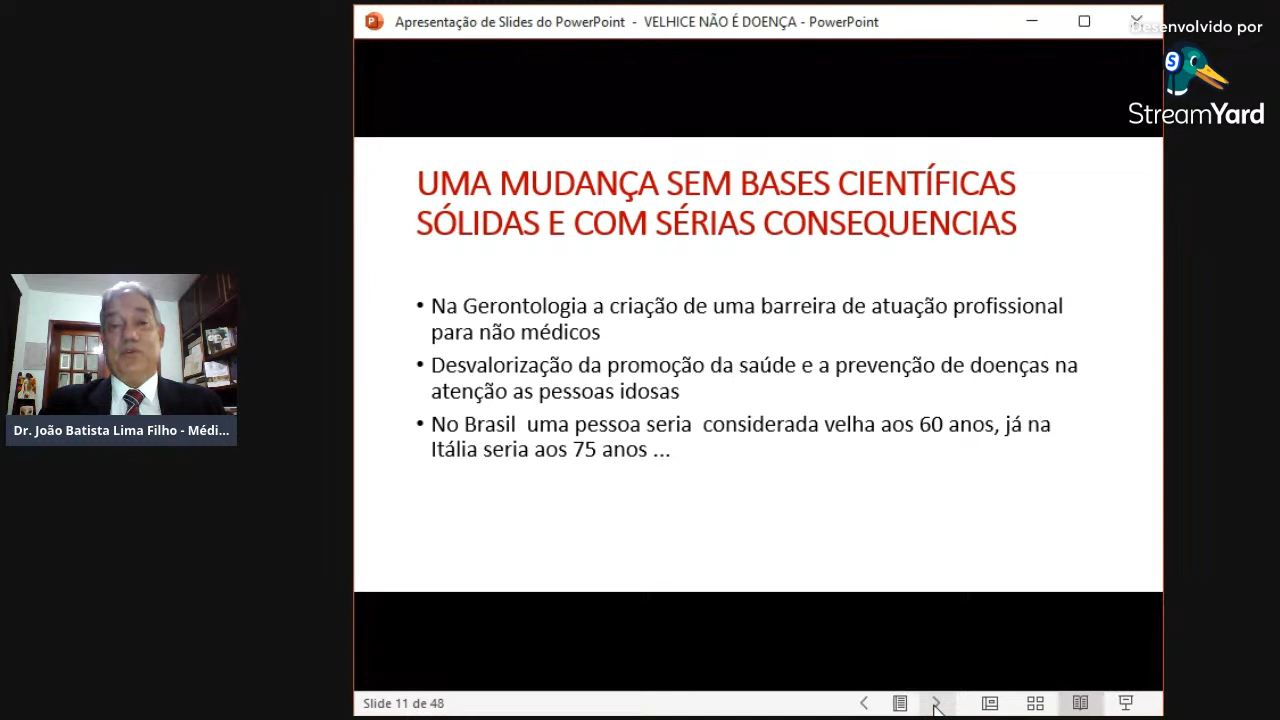 Apresentação de Slides do PowerPoint - VELHICE NÃO É DOENÇA - PowerPoint
Desenvolvido por
S
StreamYard
UMA MUDANÇA SEM BASES CIENTÍFICAS
SÓLIDAS E COM SÉRIAS CONSEQUENCIAS
• Na Gerontologia a criação de uma barreira de atuação profissional
para não médicos
• Desvalorização da promoção da saúde e a prevenção de doenças na
atenção as pessoas idosas
• No Brasil uma pessoa seria considerada velha aos 60 anos, já na
Itália seria aos 75 anos ...
Dr. João Batista Lima Filho - Médi...
Slide 11 de 48